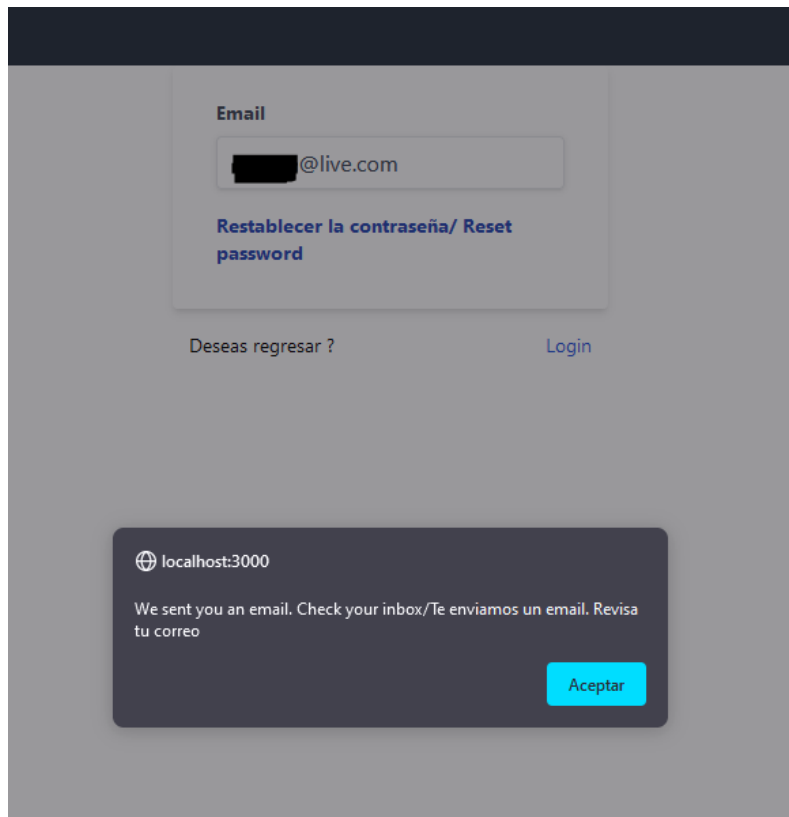 Email
@live.com
Restablecer la contraseña/ Reset
password
Deseas regresar ?
Login
localhost:3000
We sent you an email. Check your inbox/Te enviamos un email. Revisa
tu correo
Aceptar